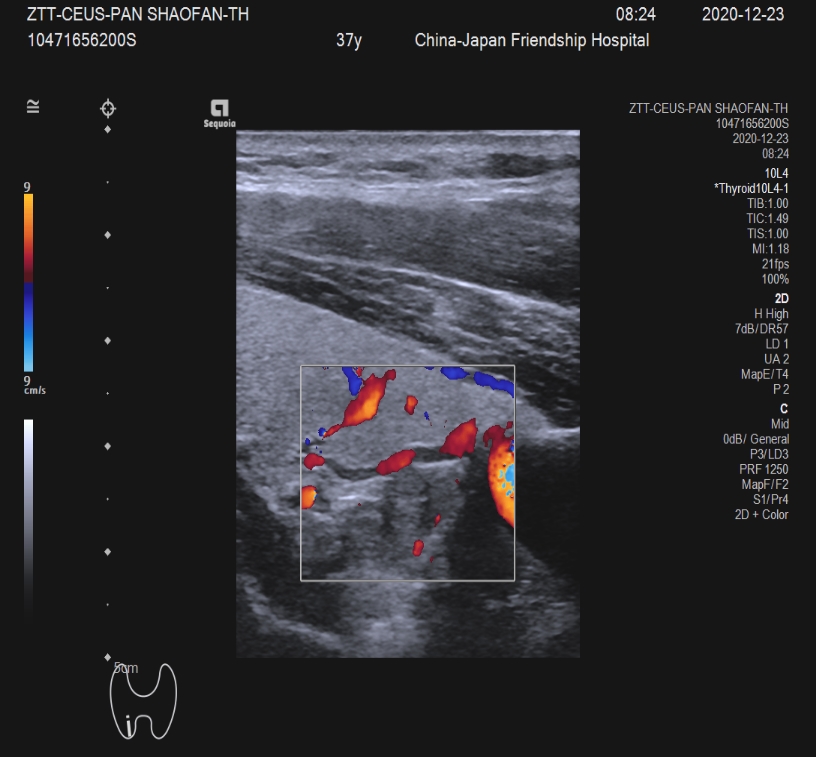 ZTT-CEUS-PAN SHAOFAN-TH 08:24 2020-12-23
10471656200S 37y China-Japan Friendship Hospital
Sequoia
ZTT-CEUS-PAN SHAOFAN-TH
10471656200S
2020-12-23
08:24
10L4
*Thyroid10L4-1
TIB:1.00
TIC:1.49
TIS:1.00
MI:1.18
21fps
100%
2D
H High
7dB/DR57
LD 1
UA 2
MapE/T4
P 2
C
Mid
0dB/ General
P3/LD3
PRF 1250
MapF/F2
S1/Pr4
2D + Color
9
9
cm/s
5cm